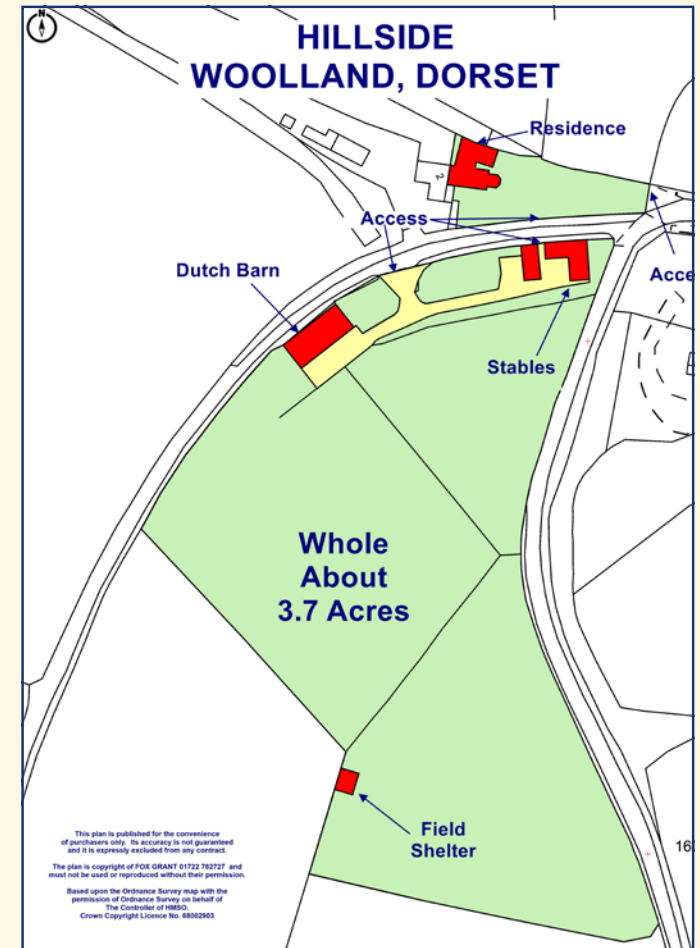 N
HILLSIDE
WOOLLAND, DORSET
Residence
2
Access
Dutch Barn
Acce
Stables
Whole
About
3.7 Acres
Field
Shelter
16
This plan is published for the convenience
of purchasers only. Its accuracy is not guaranteed
and it is expressly excluded from any contract.
The plan is copyright of FOX GRANT 01722 782727 and
must not be used or reproduced without their permission.
Based upon the Ordnance Survey map with the
permission of Ordnance Survey on behalf of
The Controller of HMSO.
Crown Copyright Licence No. 68002903